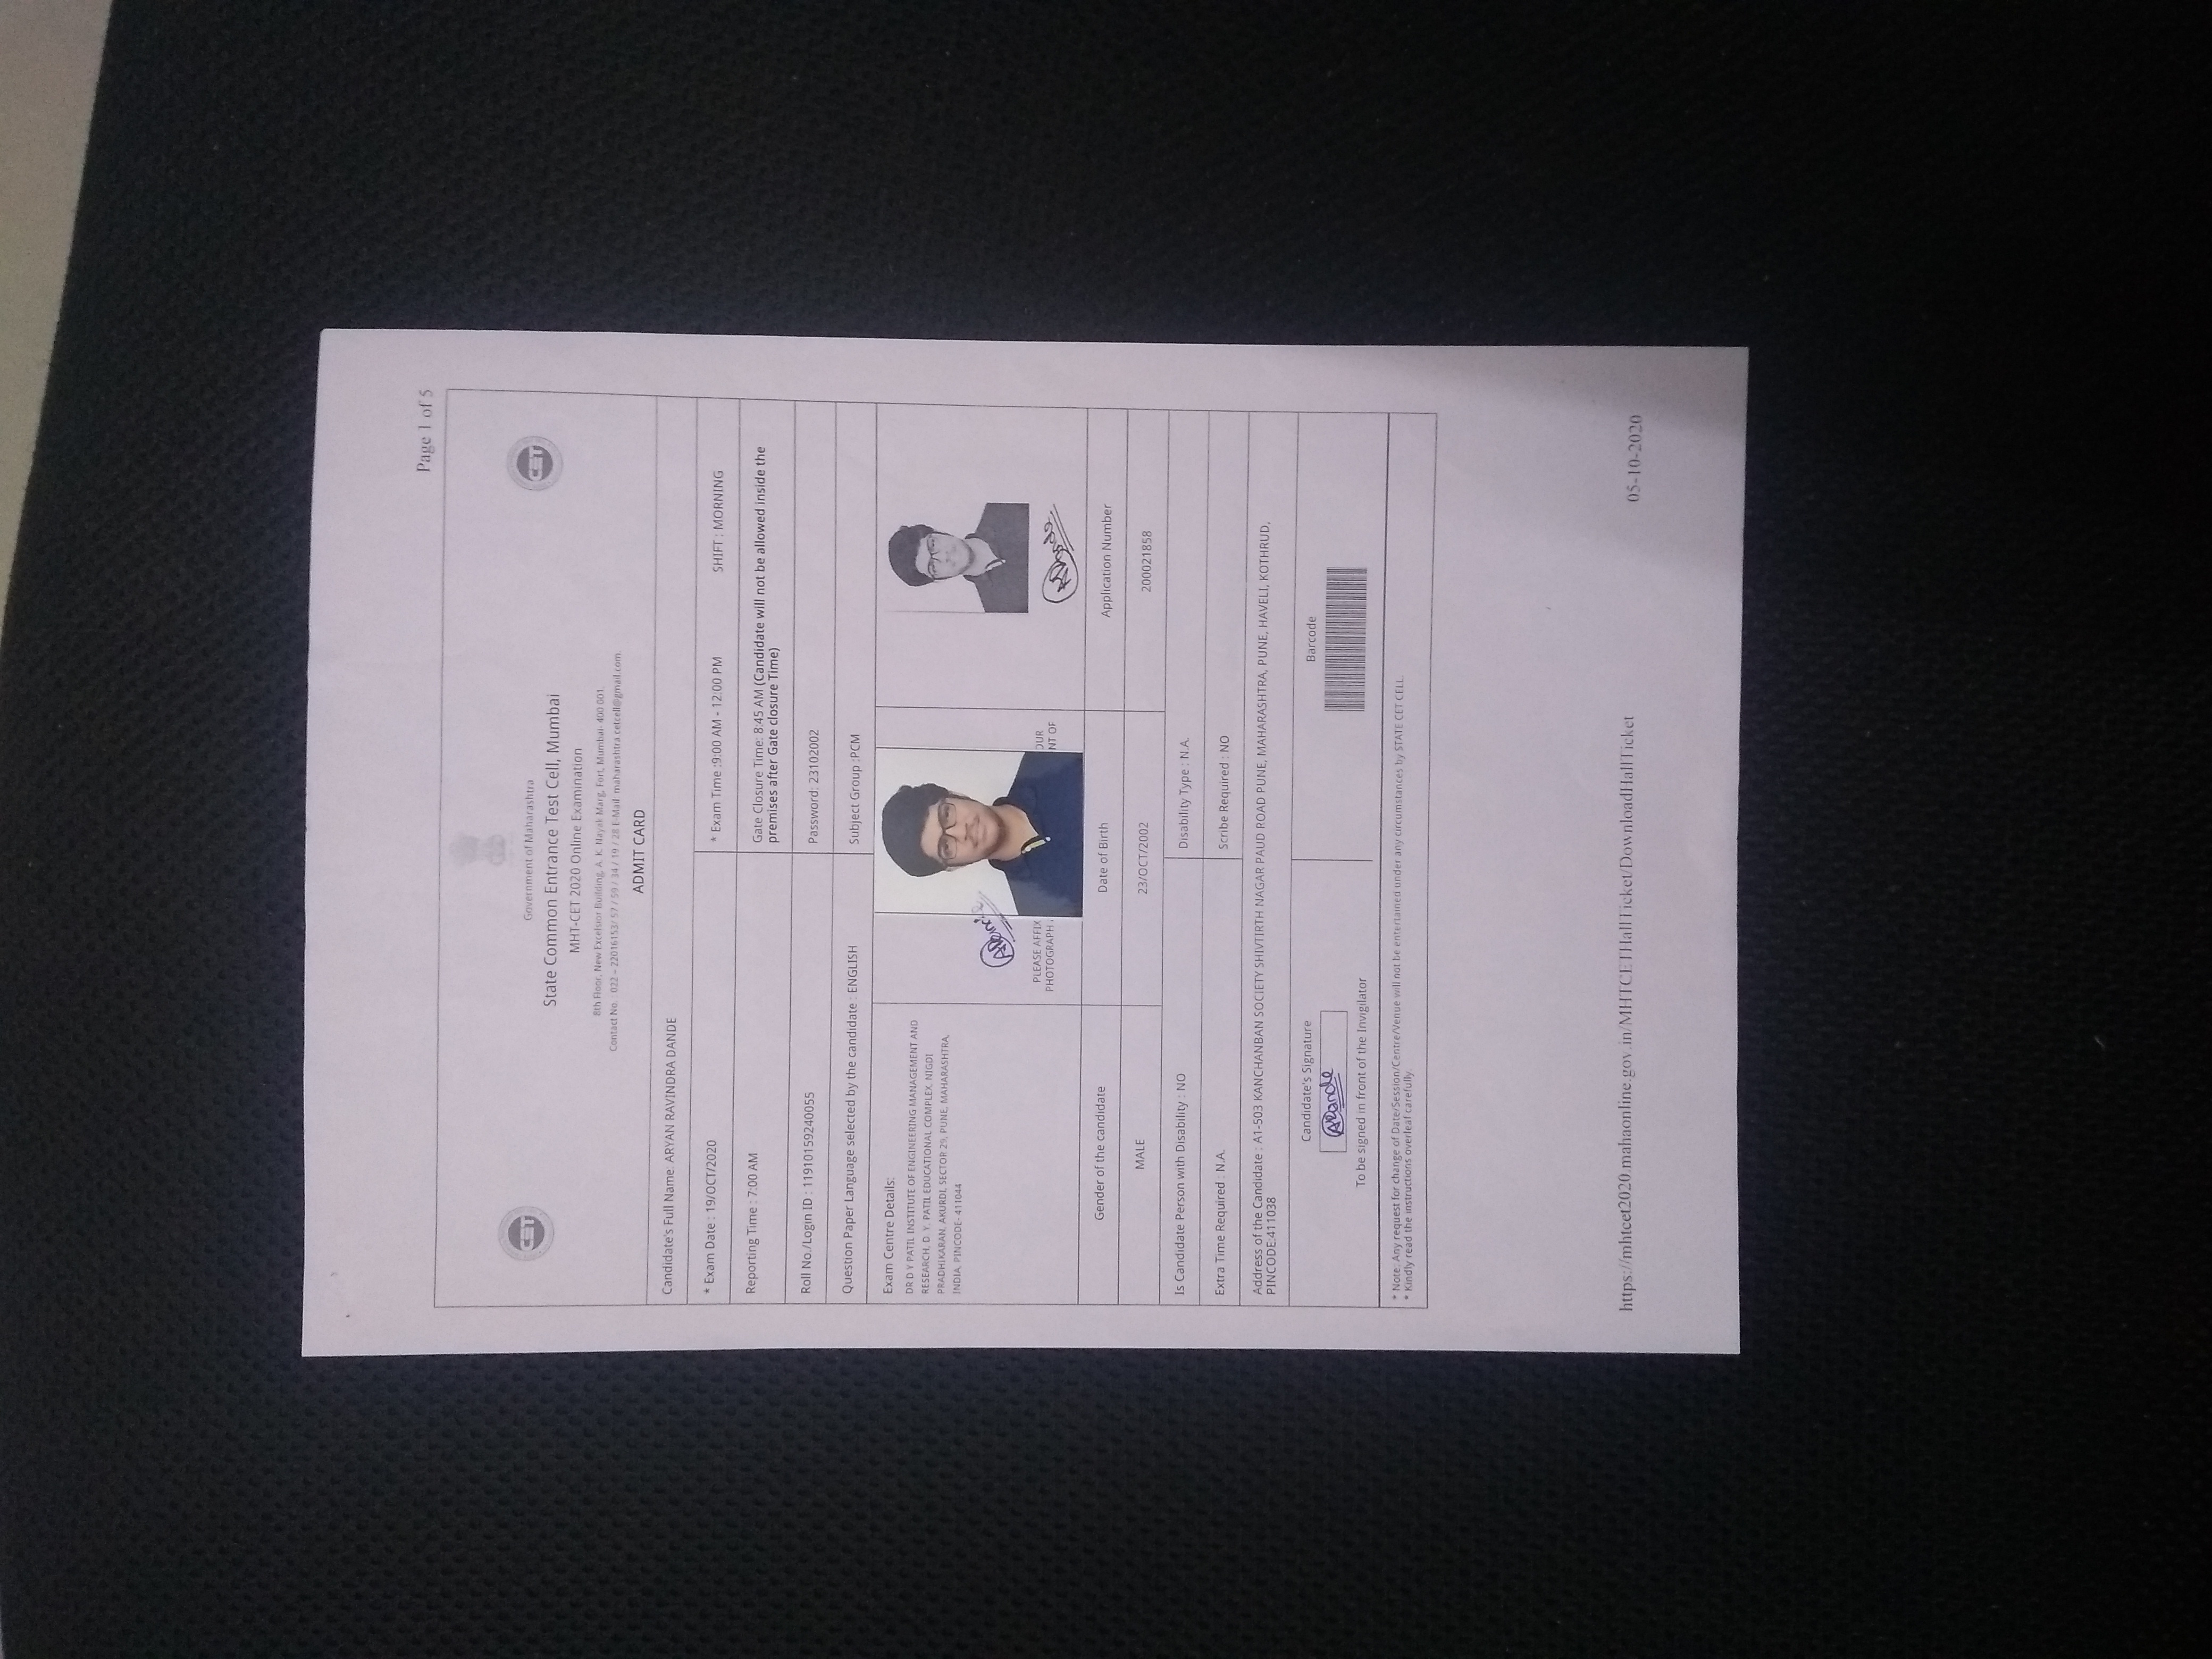 Page 1 of 5
CET
CET
Government of Maharashtra
State Common Entrance Test Cell, Mumbai
MHT-CET 2020 Online Examination
8th Floor, New Excelsior Building, A. K. Nayak Marg, Fort, Mumbai- 400 001.
Contact No. : 022 – 22016153/ 57 / 59 / 34 / 19 / 28 E-Mail: maharashtra.cetcell@gmail.com.
ADMIT CARD
Candidate's Full Name: ARYAN RAVINDRA DANDE
* Exam Date : 19/OCT/2020
* Exam Time :9:00 AM - 12:00 PM SHIFT : MORNING
Reporting Time : 7:00 AM
Gate Closure Time: 8:45 AM (Candidate will not be allowed inside the
premises after Gate closure Time)
Roll No./Login ID : 11910159240055
Password: 23102002
Question Paper Language selected by the candidate : ENGLISH
Subject Group :PCM
Exam Centre Details:
DR D Y PATIL INSTITUTE OF ENGINEERING MANAGEMENT AND
RESEARCH, D. Y. PATIL EDUCATIONAL COMPLEX, NIGDI
PRADHIKARAN, AKURDI, SECTOR 29, PUNE, MAHARASHTRA,
INDIA, PINCODE- 411044
PLEASE AFFIX OUR
PHOTOGRAPH NT OF
ADande
Gender of the candidate
Date of Birth
Application Number
MALE
23/OCT/2002
200021858
Is Candidate Person with Disability : NO
Disability Type : N.A.
Extra Time Required : N.A.
Scribe Required : NO
Address of the Candidate : A1-503 KANCHANBAN SOCIETY SHIVTIRTH NAGAR PAUD ROAD PUNE, MAHARASHTRA, PUNE, HAVELI, KOTHRUD,
PINCODE:411038
Candidate's Signature
Barcode
ADande
To be signed in front of the Invigilator
* Note: Any request for change of Date/Session/Centre/Venue will not be entertained under any circumstances by STATE CET CELL.
* Kindly read the instructions overleaf carefully.
https://mhtcet2020.mahaonline.gov.in/MHTCETHallTicket/DownloadHallTicket
05-10-2020